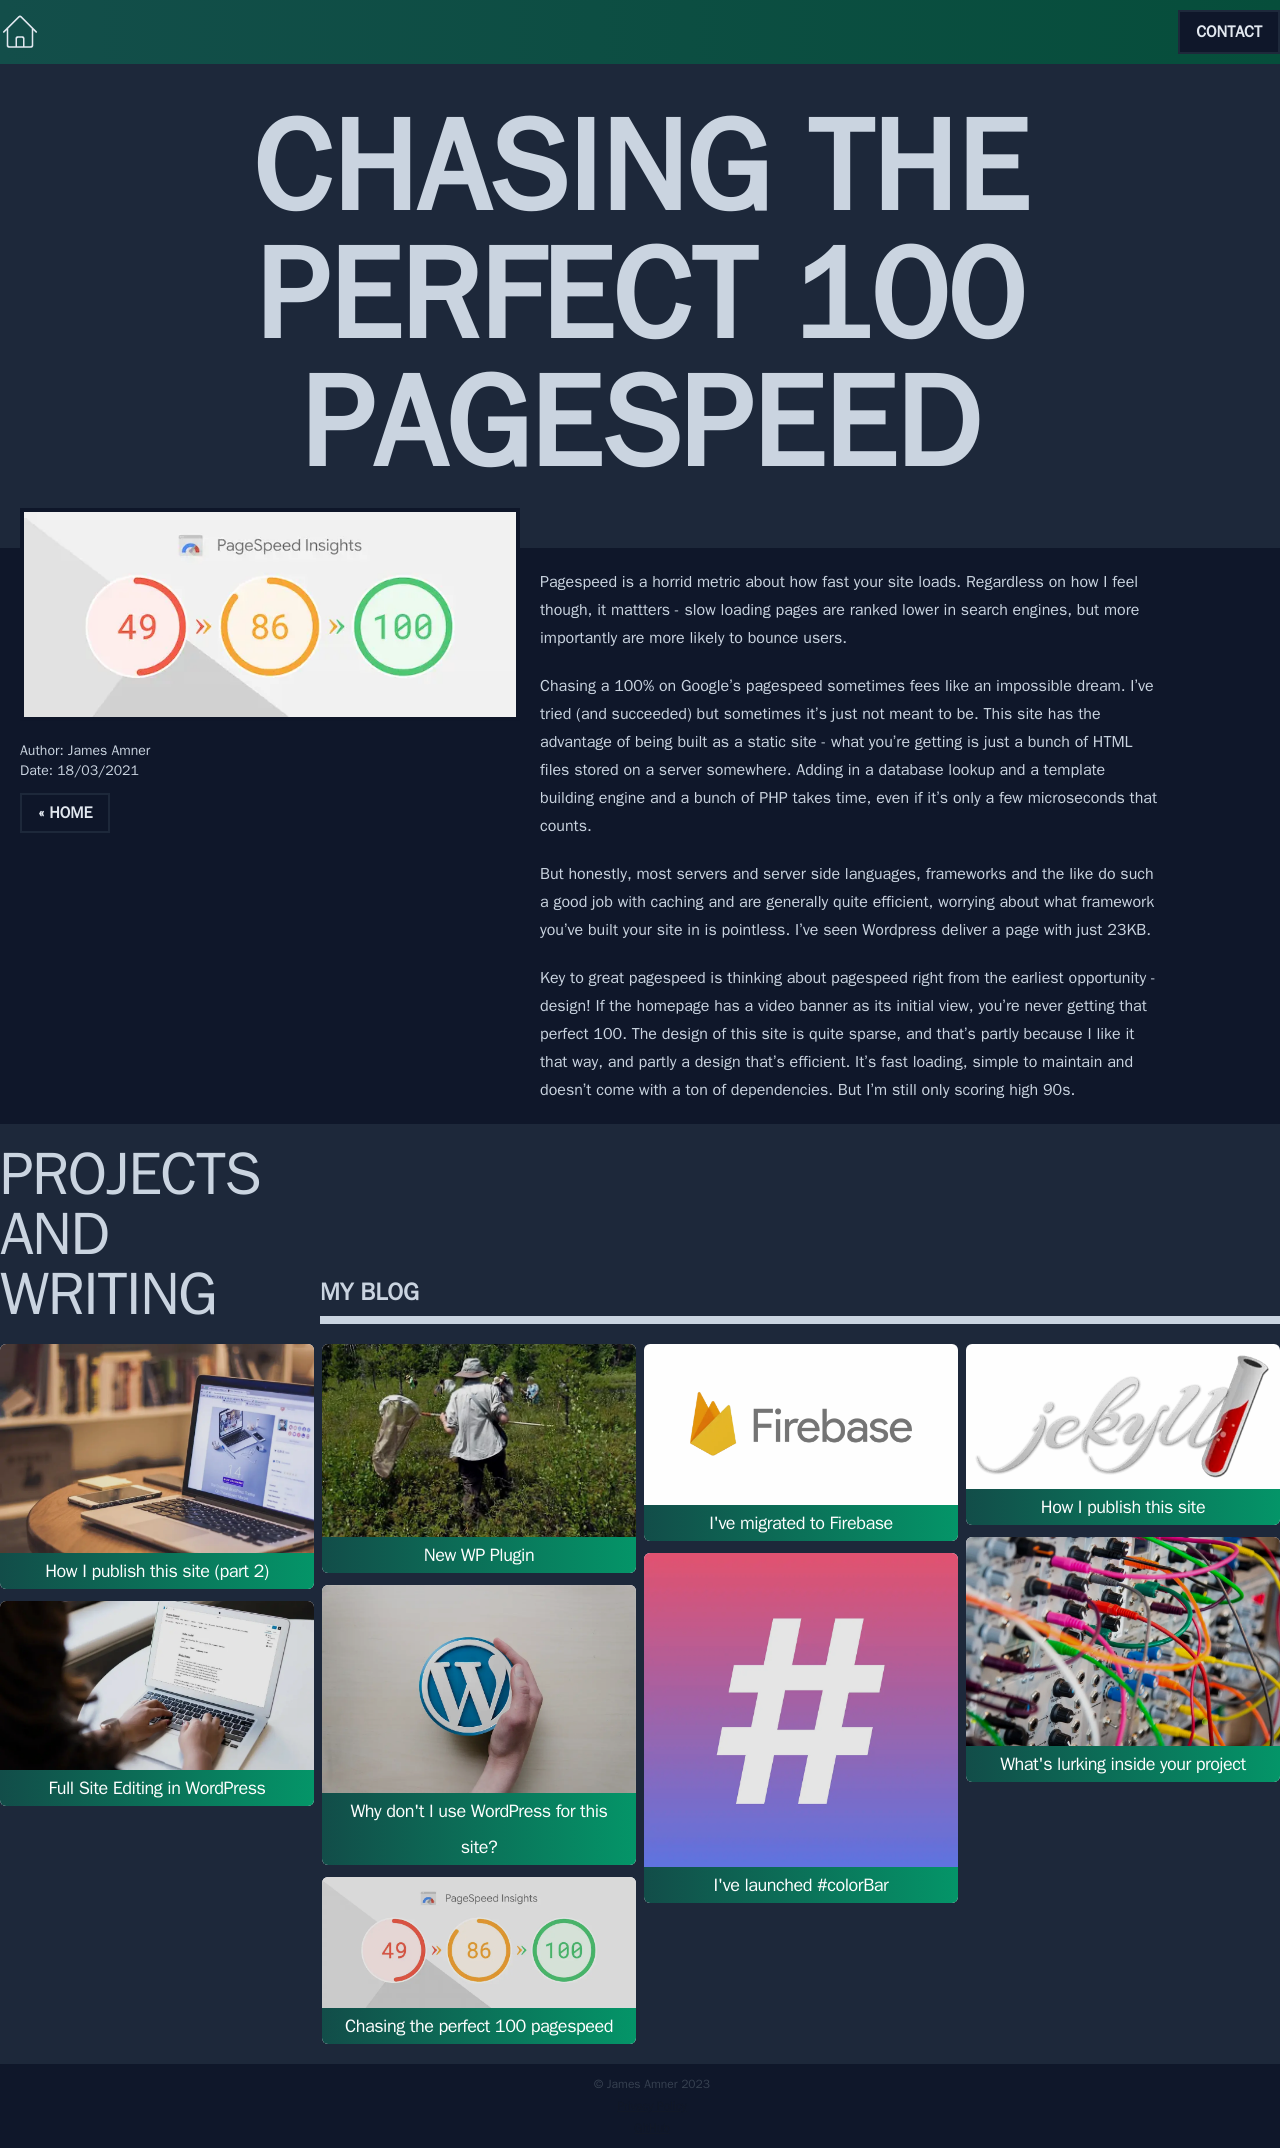 CONTACT
CHASING THE
PERFECT 100
PAGESPEED
PageSpeed Insights
49 » 86 » 100
Author: James Amner
Date: 18/03/2021
« HOME
Pagespeed is a horrid metric about how fast your site loads. Regardless on how I feel
though, it mattters - slow loading pages are ranked lower in search engines, but more
importantly are more likely to bounce users.
Chasing a 100% on Google's pagespeed sometimes fees like an impossible dream. I've
tried (and succeeded) but sometimes it's just not meant to be. This site has the
advantage of being built as a static site - what you're getting is just a bunch of HTML
files stored on a server somewhere. Adding in a database lookup and a template
building engine and a bunch of PHP takes time, even if it's only a few microseconds that
counts.
But honestly, most servers and server side languages, frameworks and the like do such
a good job with caching and are generally quite efficient, worrying about what framework
you've built your site in is pointless. I've seen Wordpress deliver a page with just 23KB.
Key to great pagespeed is thinking about pagespeed right from the earliest opportunity -
design! If the homepage has a video banner as its initial view, you're never getting that
perfect 100. The design of this site is quite sparse, and that's partly because I like it
that way, and partly a design that's efficient. It's fast loading, simple to maintain and
doesn't come with a ton of dependencies. But I'm still only scoring high 90s.
PROJECTS
AND
WRITING
MY BLOG
How I publish this site (part 2)
Full Site Editing in WordPress
New WP Plugin
W
Why don't I use WordPress for this
site?
PageSpeed Insights
49 » 86 » 100
Chasing the perfect 100 pagespeed
Firebase
I've migrated to Firebase
#
I've launched #colorBar
jekyll
How I publish this site
What's lurking inside your project
© James Amner 2023